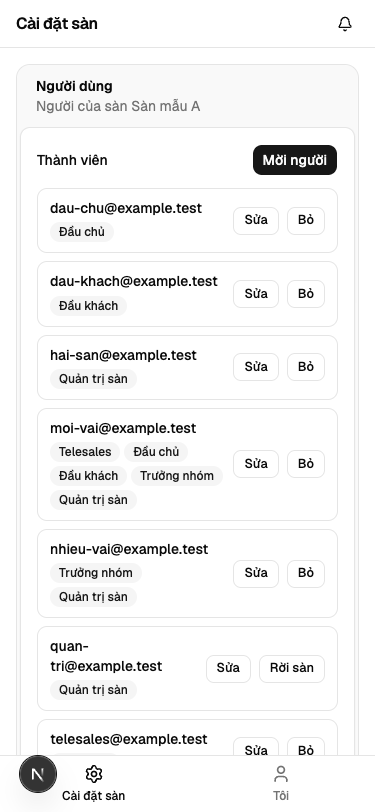 Cài đặt sàn
Người dùng
Người của sàn Sàn mẫu A
Thành viên
Mời người
dau-chu@example.test
Đầu chủ
Sửa
Bỏ
dau-khach@example.test
Đầu khách
Sửa
Bỏ
hai-san@example.test
Quản trị sàn
Sửa
Bỏ
moi-vai@example.test
Telesales
Đầu chủ
Đầu khách
Trưởng nhóm
Quản trị sàn
Sửa
Bỏ
nhieu-vai@example.test
Trưởng nhóm
Quản trị sàn
Sửa
Bỏ
quan-
tri@example.test
Quản trị sàn
Sửa
Rời sàn
telesales@example.test
Sửa
Bỏ
N
Cài đặt sàn
Tôi